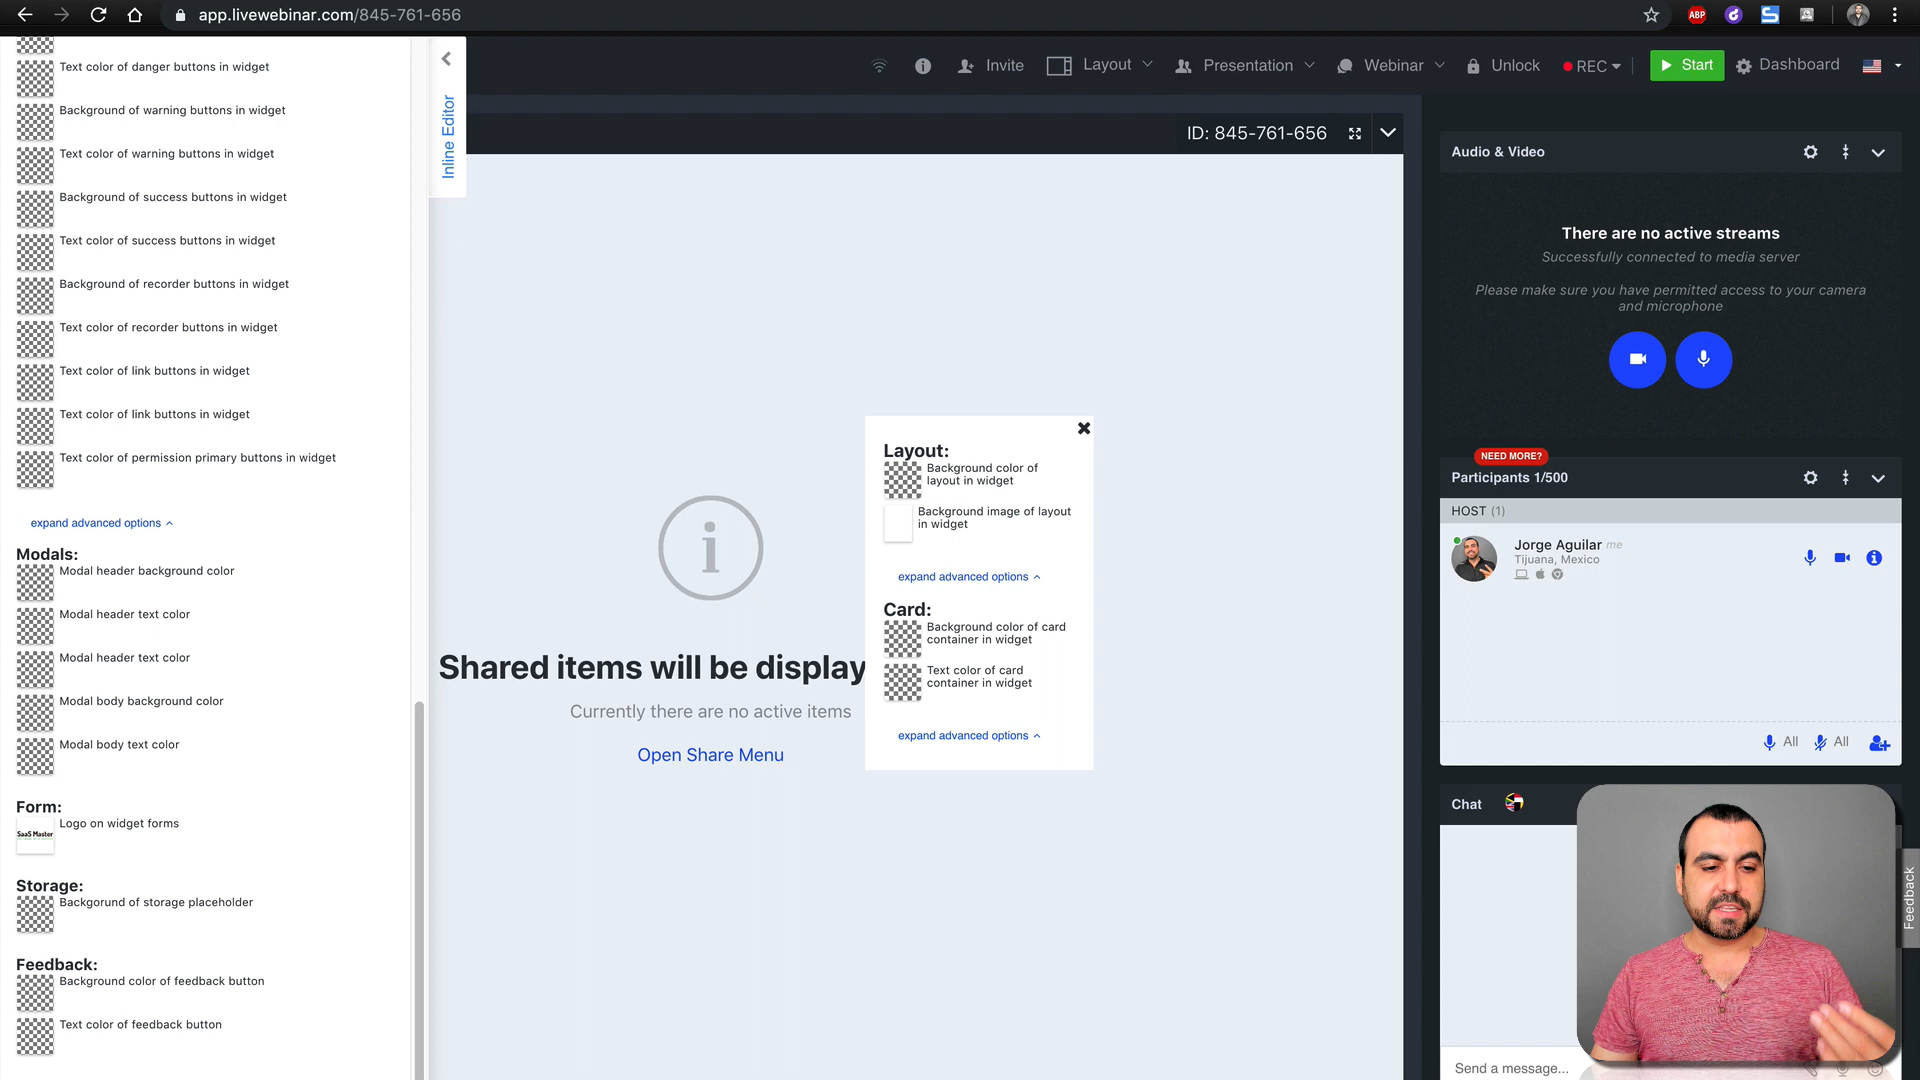 app.livewebinar.com/845-761-656
ABP
Text color of danger buttons in widget
Background of warning buttons in widget
Text color of warning buttons in widget
Background of success buttons in widget
Text color of success buttons in widget
Background of recorder buttons in widget
Text color of recorder buttons in widget
Text color of link buttons in widget
Text color of link buttons in widget
Text color of permission primary buttons in widget
expand advanced options
Modals:
Modal header background color
Modal header text color
Modal header text color
Modal body background color
Modal body text color
Form:
SaaS Master
Logo on widget forms
Storage:
Backgorund of storage placeholder
Feedback:
Background color of feedback button
Text color of feedback button
Inline Editor
Invite
Layout
Presentation
Webinar
Unlock
REC
Start
Dashboard
ID: 845-761-656
Shared items will be display
Currently there are no active items
Open Share Menu
Layout:
Background color of
layout in widget
Background image of layout
in widget
expand advanced options
Card:
Background color of card
container in widget
Text color of card
container in widget
expand advanced options
Audio & Video
There are no active streams
Successfully connected to media server
Please make sure you have permitted access to your camera
and microphone
NEED MORE?
Participants 1/500
HOST (1)
Jorge Aguilar me
Tijuana, Mexico
All
All
Chat
Send a message...
Feedback